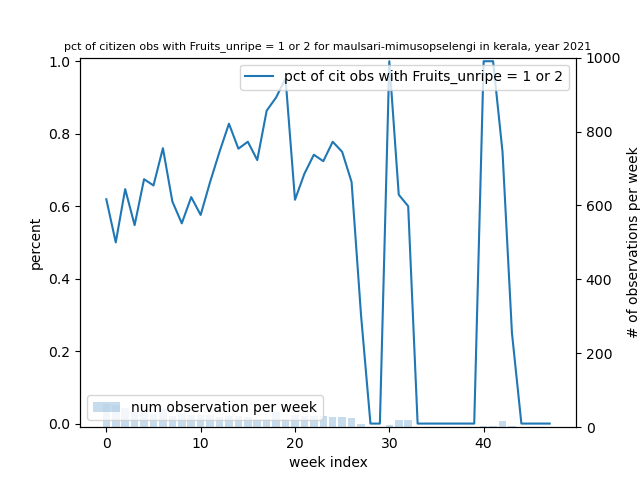 pct of citizen obs with Fruits_unripe = 1 or 2 for maulsari-mimusopselengi in kerala, year 2021
1.0
0.8
0.6
0.4
0.2
0.0
percent
pct of cit obs with Fruits_unripe = 1 or 2
num observation per week
1000
800
600
400
200
0
# of observations per week
0
10
20
30
40
week index